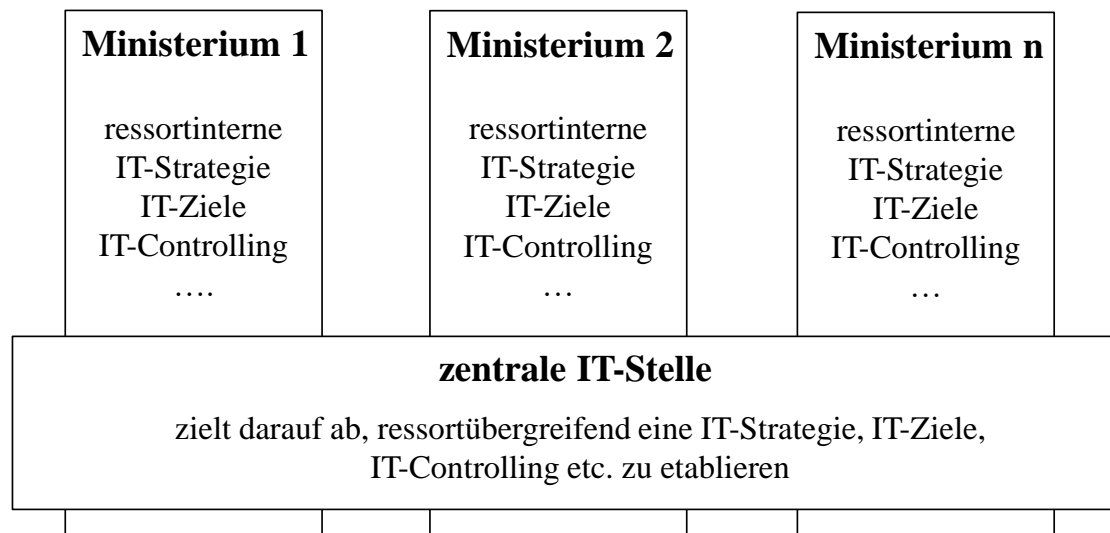 Ministerium 1
ressortinterne
IT-Strategie
IT-Ziele
IT-Controlling
….
Ministerium 2
ressortinterne
IT-Strategie
IT-Ziele
IT-Controlling
…
Ministerium n
ressortinterne
IT-Strategie
IT-Ziele
IT-Controlling
…
zentrale IT-Stelle
zielt darauf ab, ressortübergreifend eine IT-Strategie, IT-Ziele,
IT-Controlling etc. zu etablieren